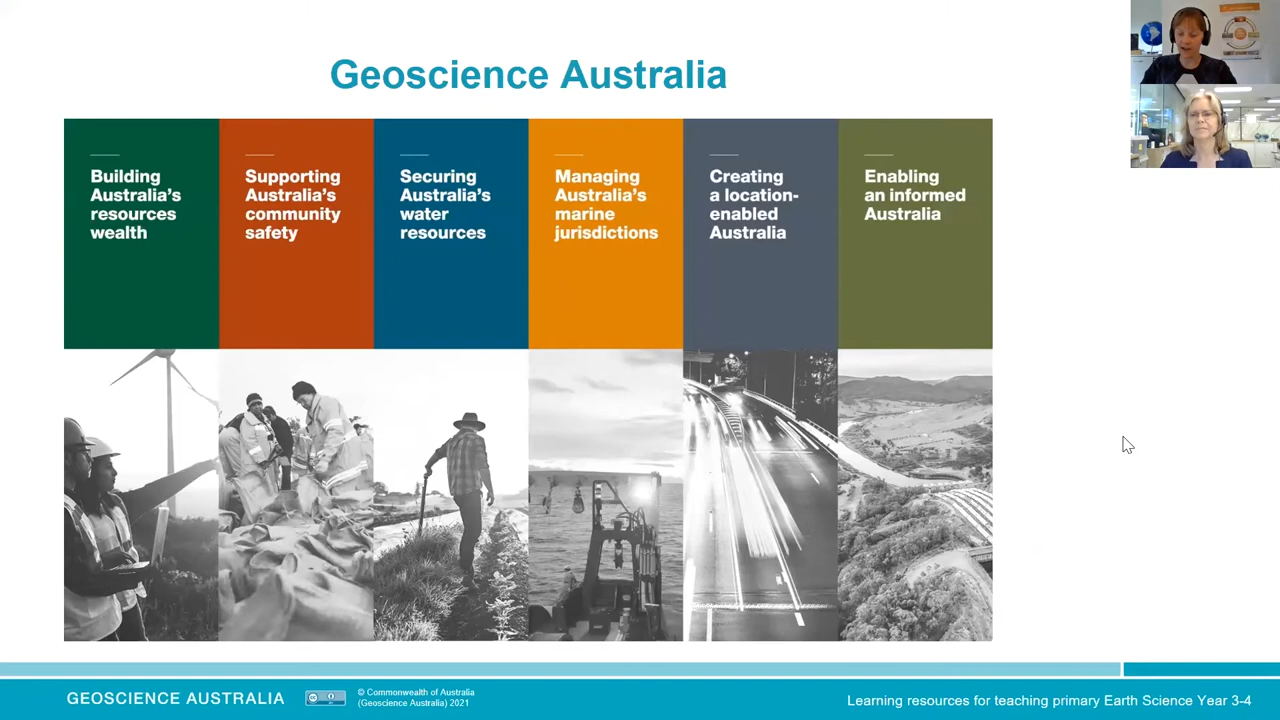 Geoscience Australia
Building
Australia's
resources
wealth
Supporting
Australia's
community
safety
Securing
Australia's
water
resources
Managing
Australia's
marine
jurisdictions
Creating
a location-
enabled
Australia
Enabling
an informed
Australia
GEOSCIENCE AUSTRALIA
© Commonwealth of Australia
(Geoscience Australia) 2021
Learning resources for teaching primary Earth Science Year 3-4